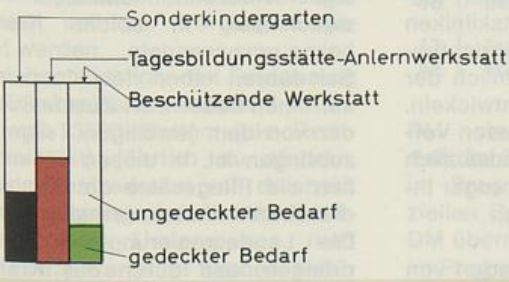 Sonderkindergarten
Tagesbildungsstätte-Anlernwerkstatt
Beschützende Werkstatt
ungedeckter Bedarf
gedeckter Bedarf